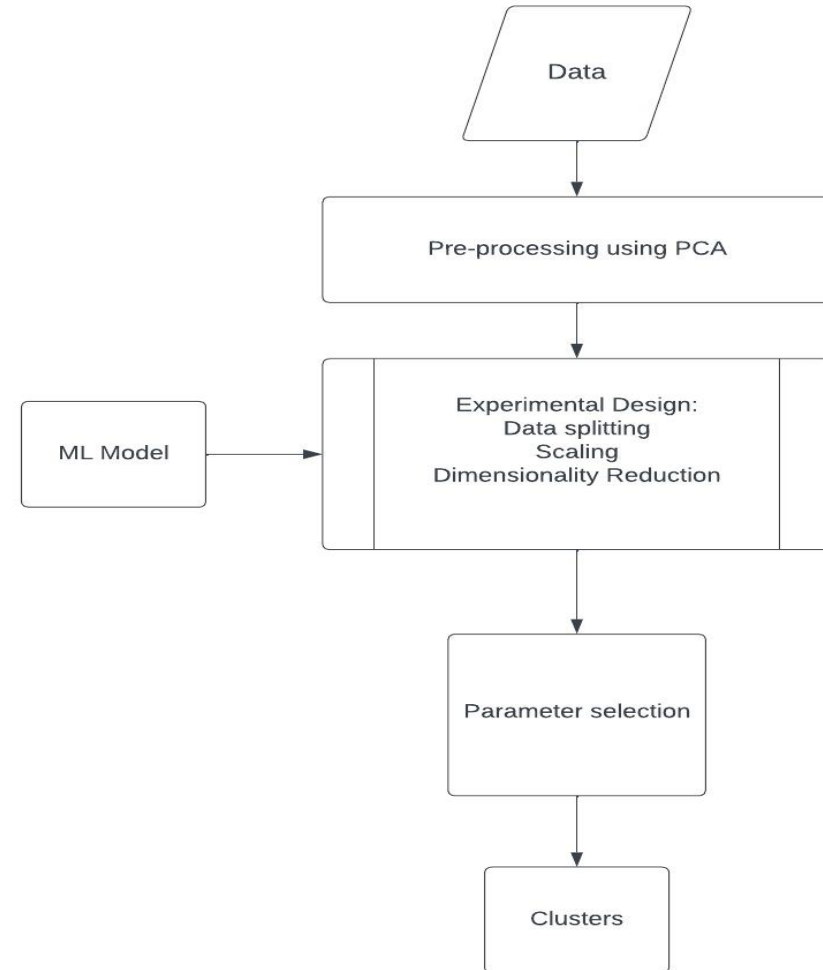 Data
Pre-processing using PCA
Experimental Design:
Data splitting
Scaling
Dimensionality Reduction
ML Model
Parameter selection
Clusters